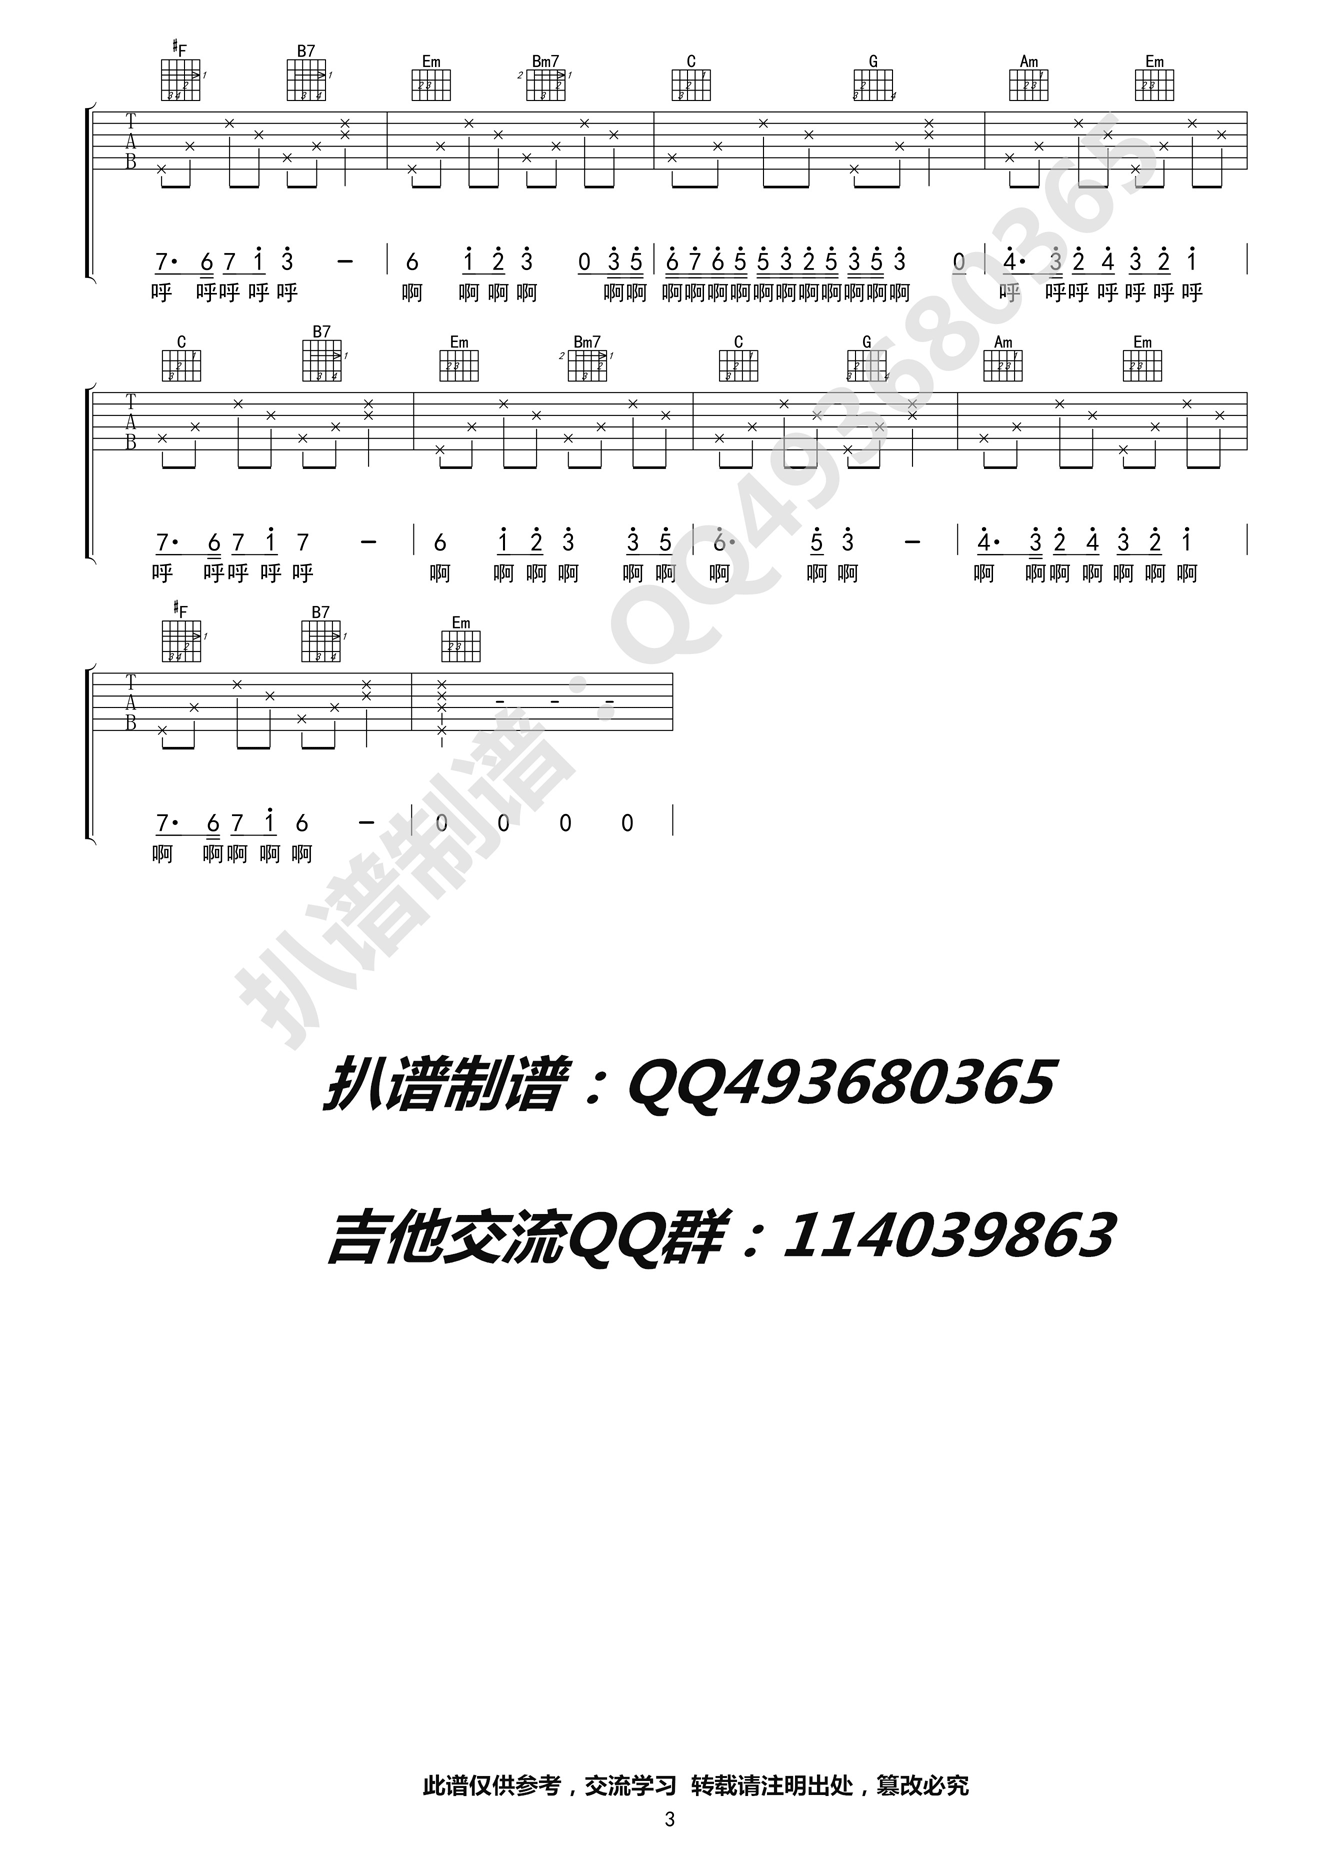 ♯F B7 Em Bm7 C G Am Em
T
A
B
7· 6 7 1 3 – 6 1 2 3 0 3 5 6 7 6 5 5 3 2 5 3 5 3 0 4· 3 2 4 3 2 1
呼 呼呼 呼 呼 啊 啊 啊 啊 啊啊 啊啊啊啊啊啊啊啊啊啊啊 呼 呼呼 呼 呼 呼 呼
C B7 Em Bm7 C G Am Em
T
A
B
7· 6 7 1 7 – 6 1 2 3 3 5 6· 5 3 – 4· 3 2 4 3 2 1
呼 呼呼 呼 呼 啊 啊 啊 啊 啊 啊 啊 啊 啊 啊 啊啊 啊 啊 啊 啊
♯F B7 Em
T
A
B
7· 6 7 1 6 – 0 0 0 0
啊 啊啊 啊 啊
扒谱制谱：QQ493680365
扒谱制谱：QQ493680365
吉他交流QQ群：114039863
此谱仅供参考，交流学习 转载请注明出处，篡改必究
3